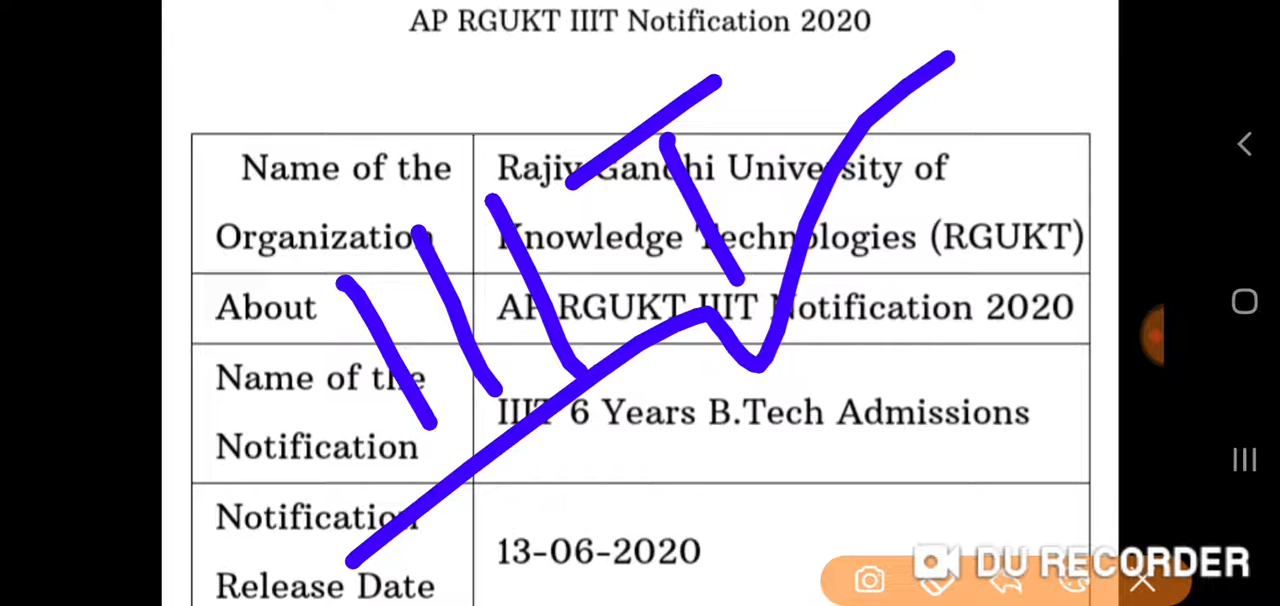 AP RGUKT IIIT Notification 2020
Name of the Organization
Rajiv Gandhi University of
Knowledge Technologies (RGUKT)
About
AP RGUKT IIIT Notification 2020
Name of the
Notification
IIIT 6 Years B.Tech Admissions
Notification
Release Date
13-06-2020
IIIT
DU RECORDER